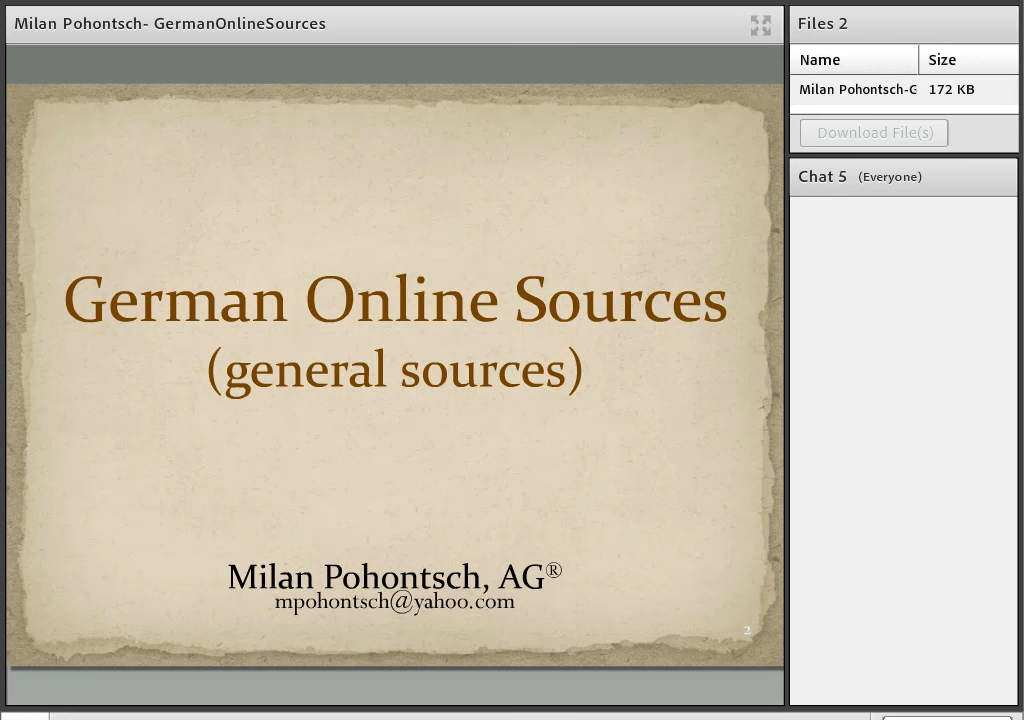 Milan Pohontsch- GermanOnlineSources
German Online Sources
(general sources)
Milan Pohontsch, AG®
mpohontsch@yahoo.com
2
Files 2
Name Size
Milan Pohontsch-G 172 KB
Download File(s)
Chat 5 (Everyone)